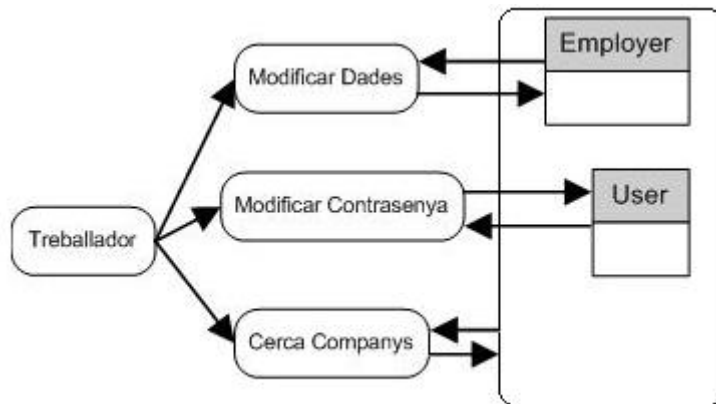 Employer
Modificar Dades
User
Modificar Contrasenya
Treballador
Cerca Companys